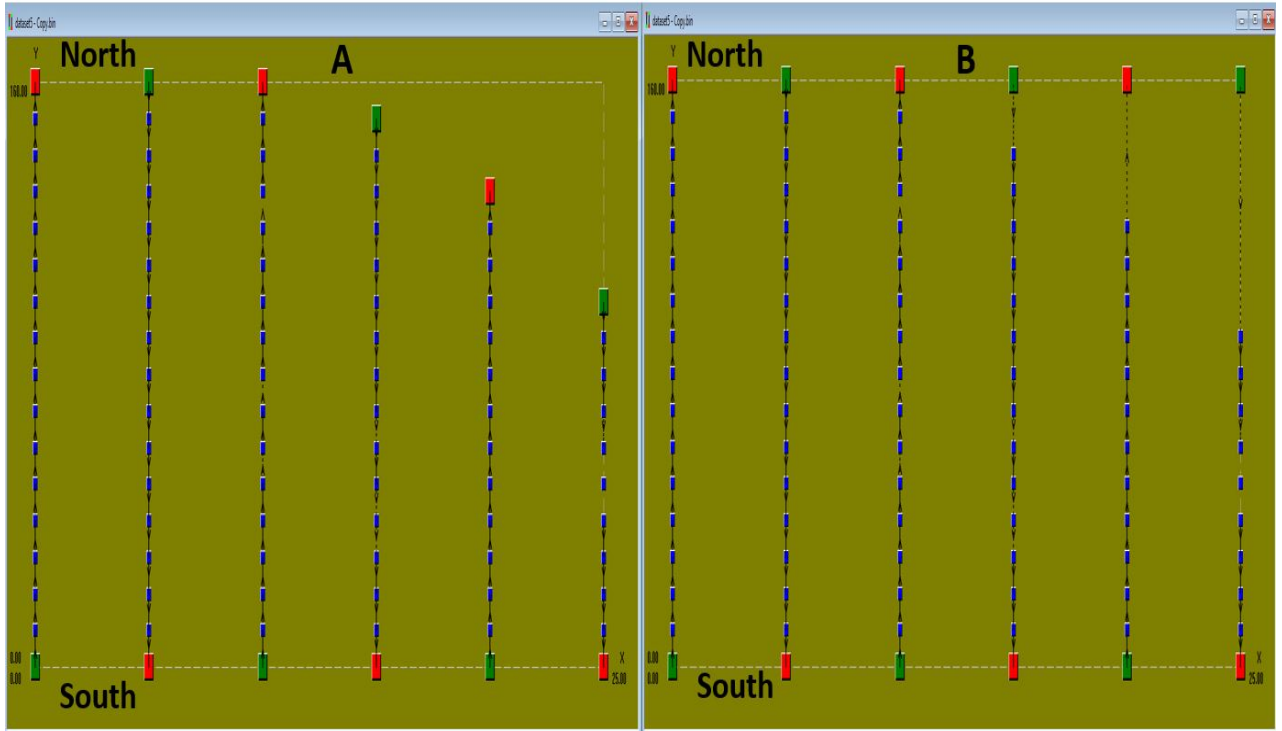 dataset5 - Copy.bin
Y North A
160.00
0.00 X
0.00 25.00
South
dataset5 - Copy.bin
Y North B
160.00
0.00 X
0.00 25.00
South